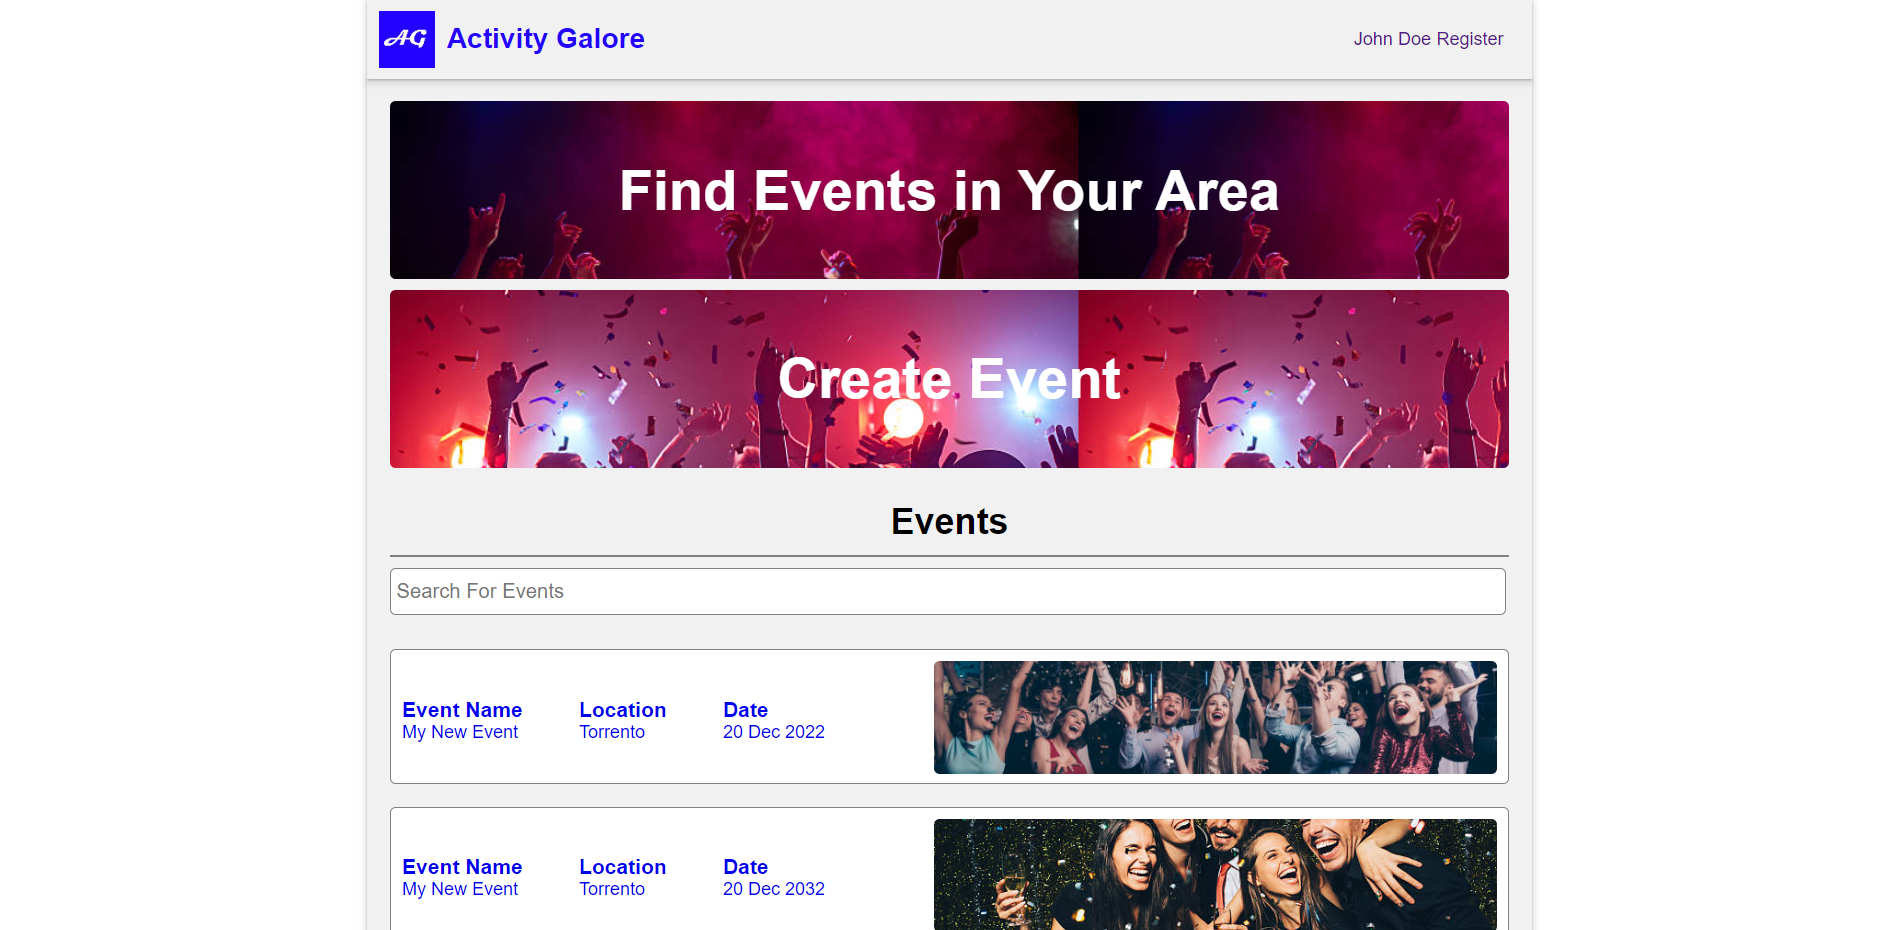 AG Activity Galore
John Doe Register
Find Events in Your Area
Create Event
Events
Search For Events
Event Name Location Date
My New Event Torrento 20 Dec 2022
Event Name Location Date
My New Event Torrento 20 Dec 2032